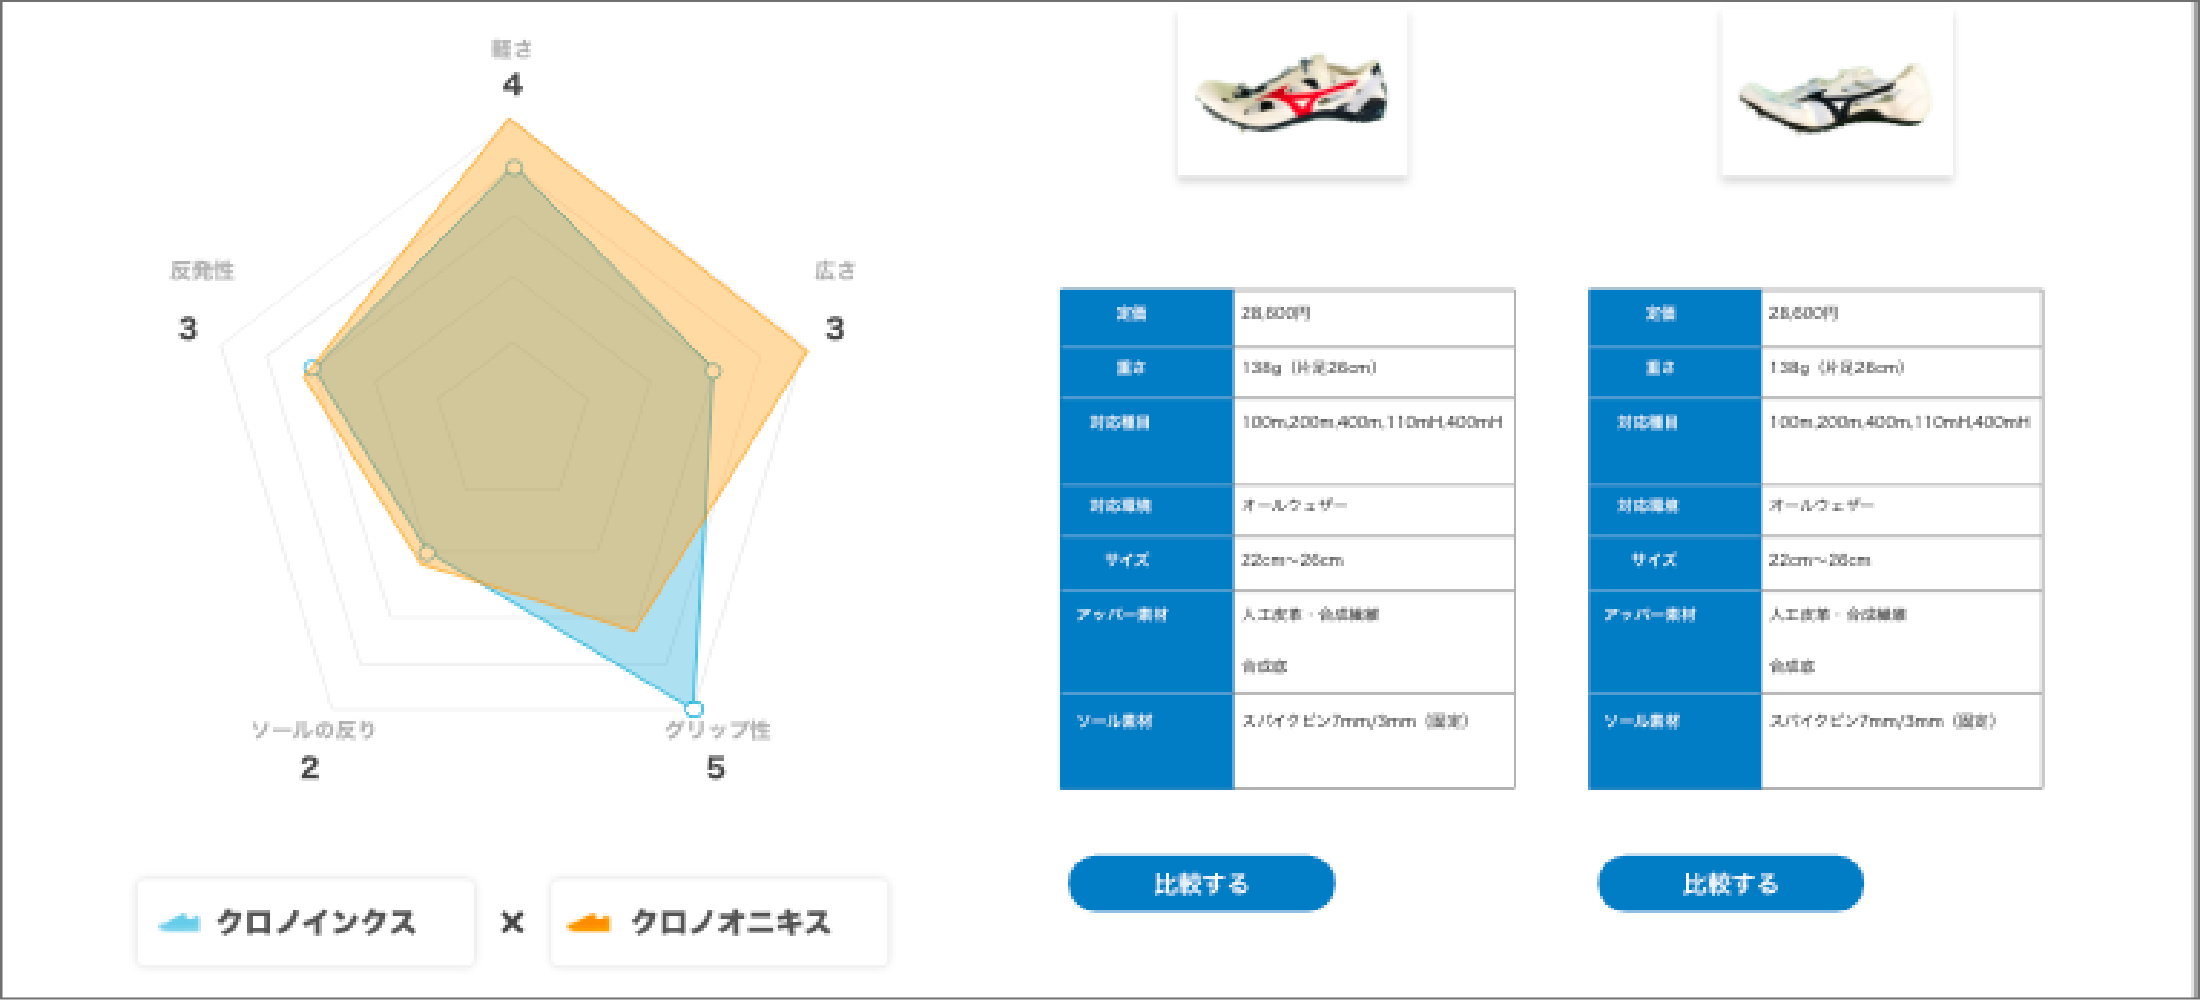 軽さ
4
反発性
3
広さ
3
ソールの反り
2
グリップ性
5
クロノインクス
×
クロノオニキス
定価
28,600円
重さ
138g（片足26cm）
対応種目
100m,200m,400m,110mH,400mH
対応環境
オールウェザー
サイズ
22cm～26cm
アッパー素材
人工皮革・合成繊維
合成底
ソール素材
スパイクピン7mm/3mm（固定）
比較する
定価
28,600円
重さ
138g（片足26cm）
対応種目
100m,200m,400m,110mH,400mH
対応環境
オールウェザー
サイズ
22cm～26cm
アッパー素材
人工皮革・合成繊維
合成底
ソール素材
スパイクピン7mm/3mm（固定）
比較する